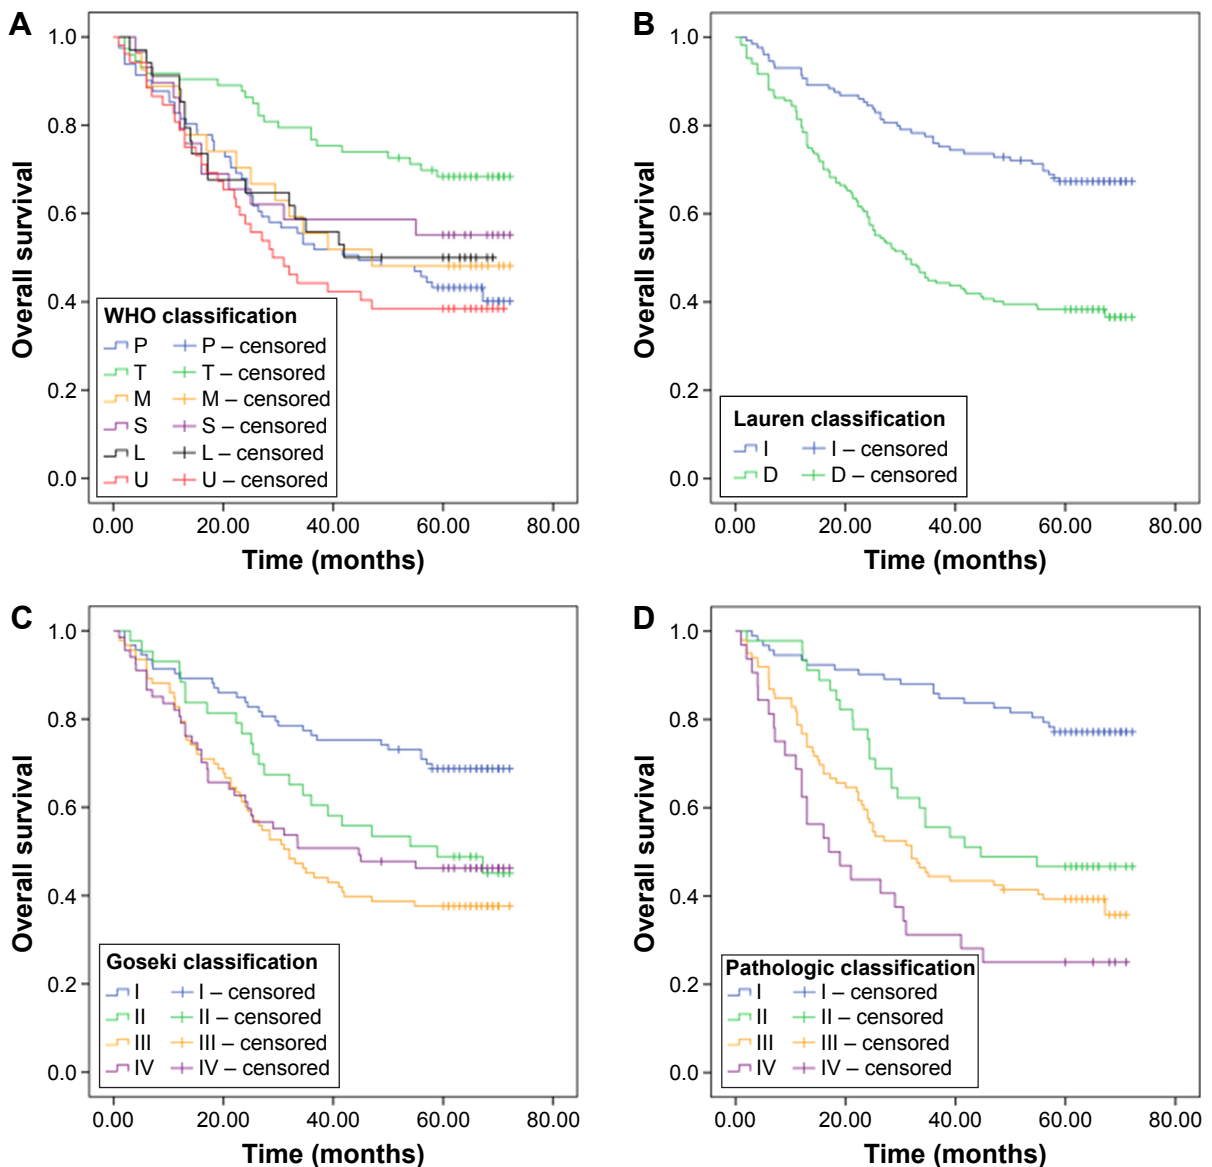 A
1.0
0.8
0.6
0.4
0.2
0.0
Overall survival
WHO classification
P P – censored
T T – censored
M M – censored
S S – censored
L L – censored
U U – censored
0.00 20.00 40.00 60.00 80.00
Time (months)
B
1.0
0.8
0.6
0.4
0.2
0.0
Overall survival
Lauren classification
I I – censored
D D – censored
0.00 20.00 40.00 60.00 80.00
Time (months)
C
1.0
0.8
0.6
0.4
0.2
0.0
Overall survival
Goseki classification
I I – censored
II II – censored
III III – censored
IV IV – censored
0.00 20.00 40.00 60.00 80.00
Time (months)
D
1.0
0.8
0.6
0.4
0.2
0.0
Overall survival
Pathologic classification
I I – censored
II II – censored
III III – censored
IV IV – censored
0.00 20.00 40.00 60.00 80.00
Time (months)